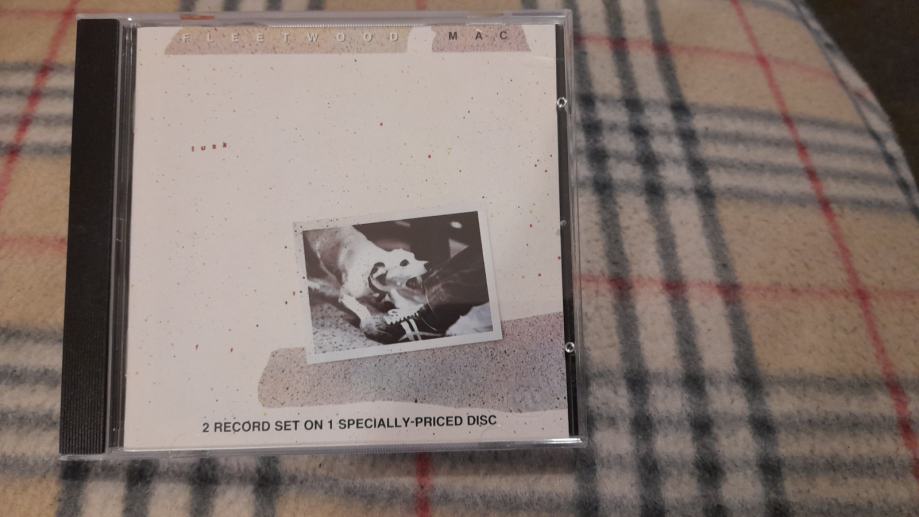 FLEETWOOD MAC
tusk
2 RECORD SET ON 1 SPECIALLY-PRICED DISC